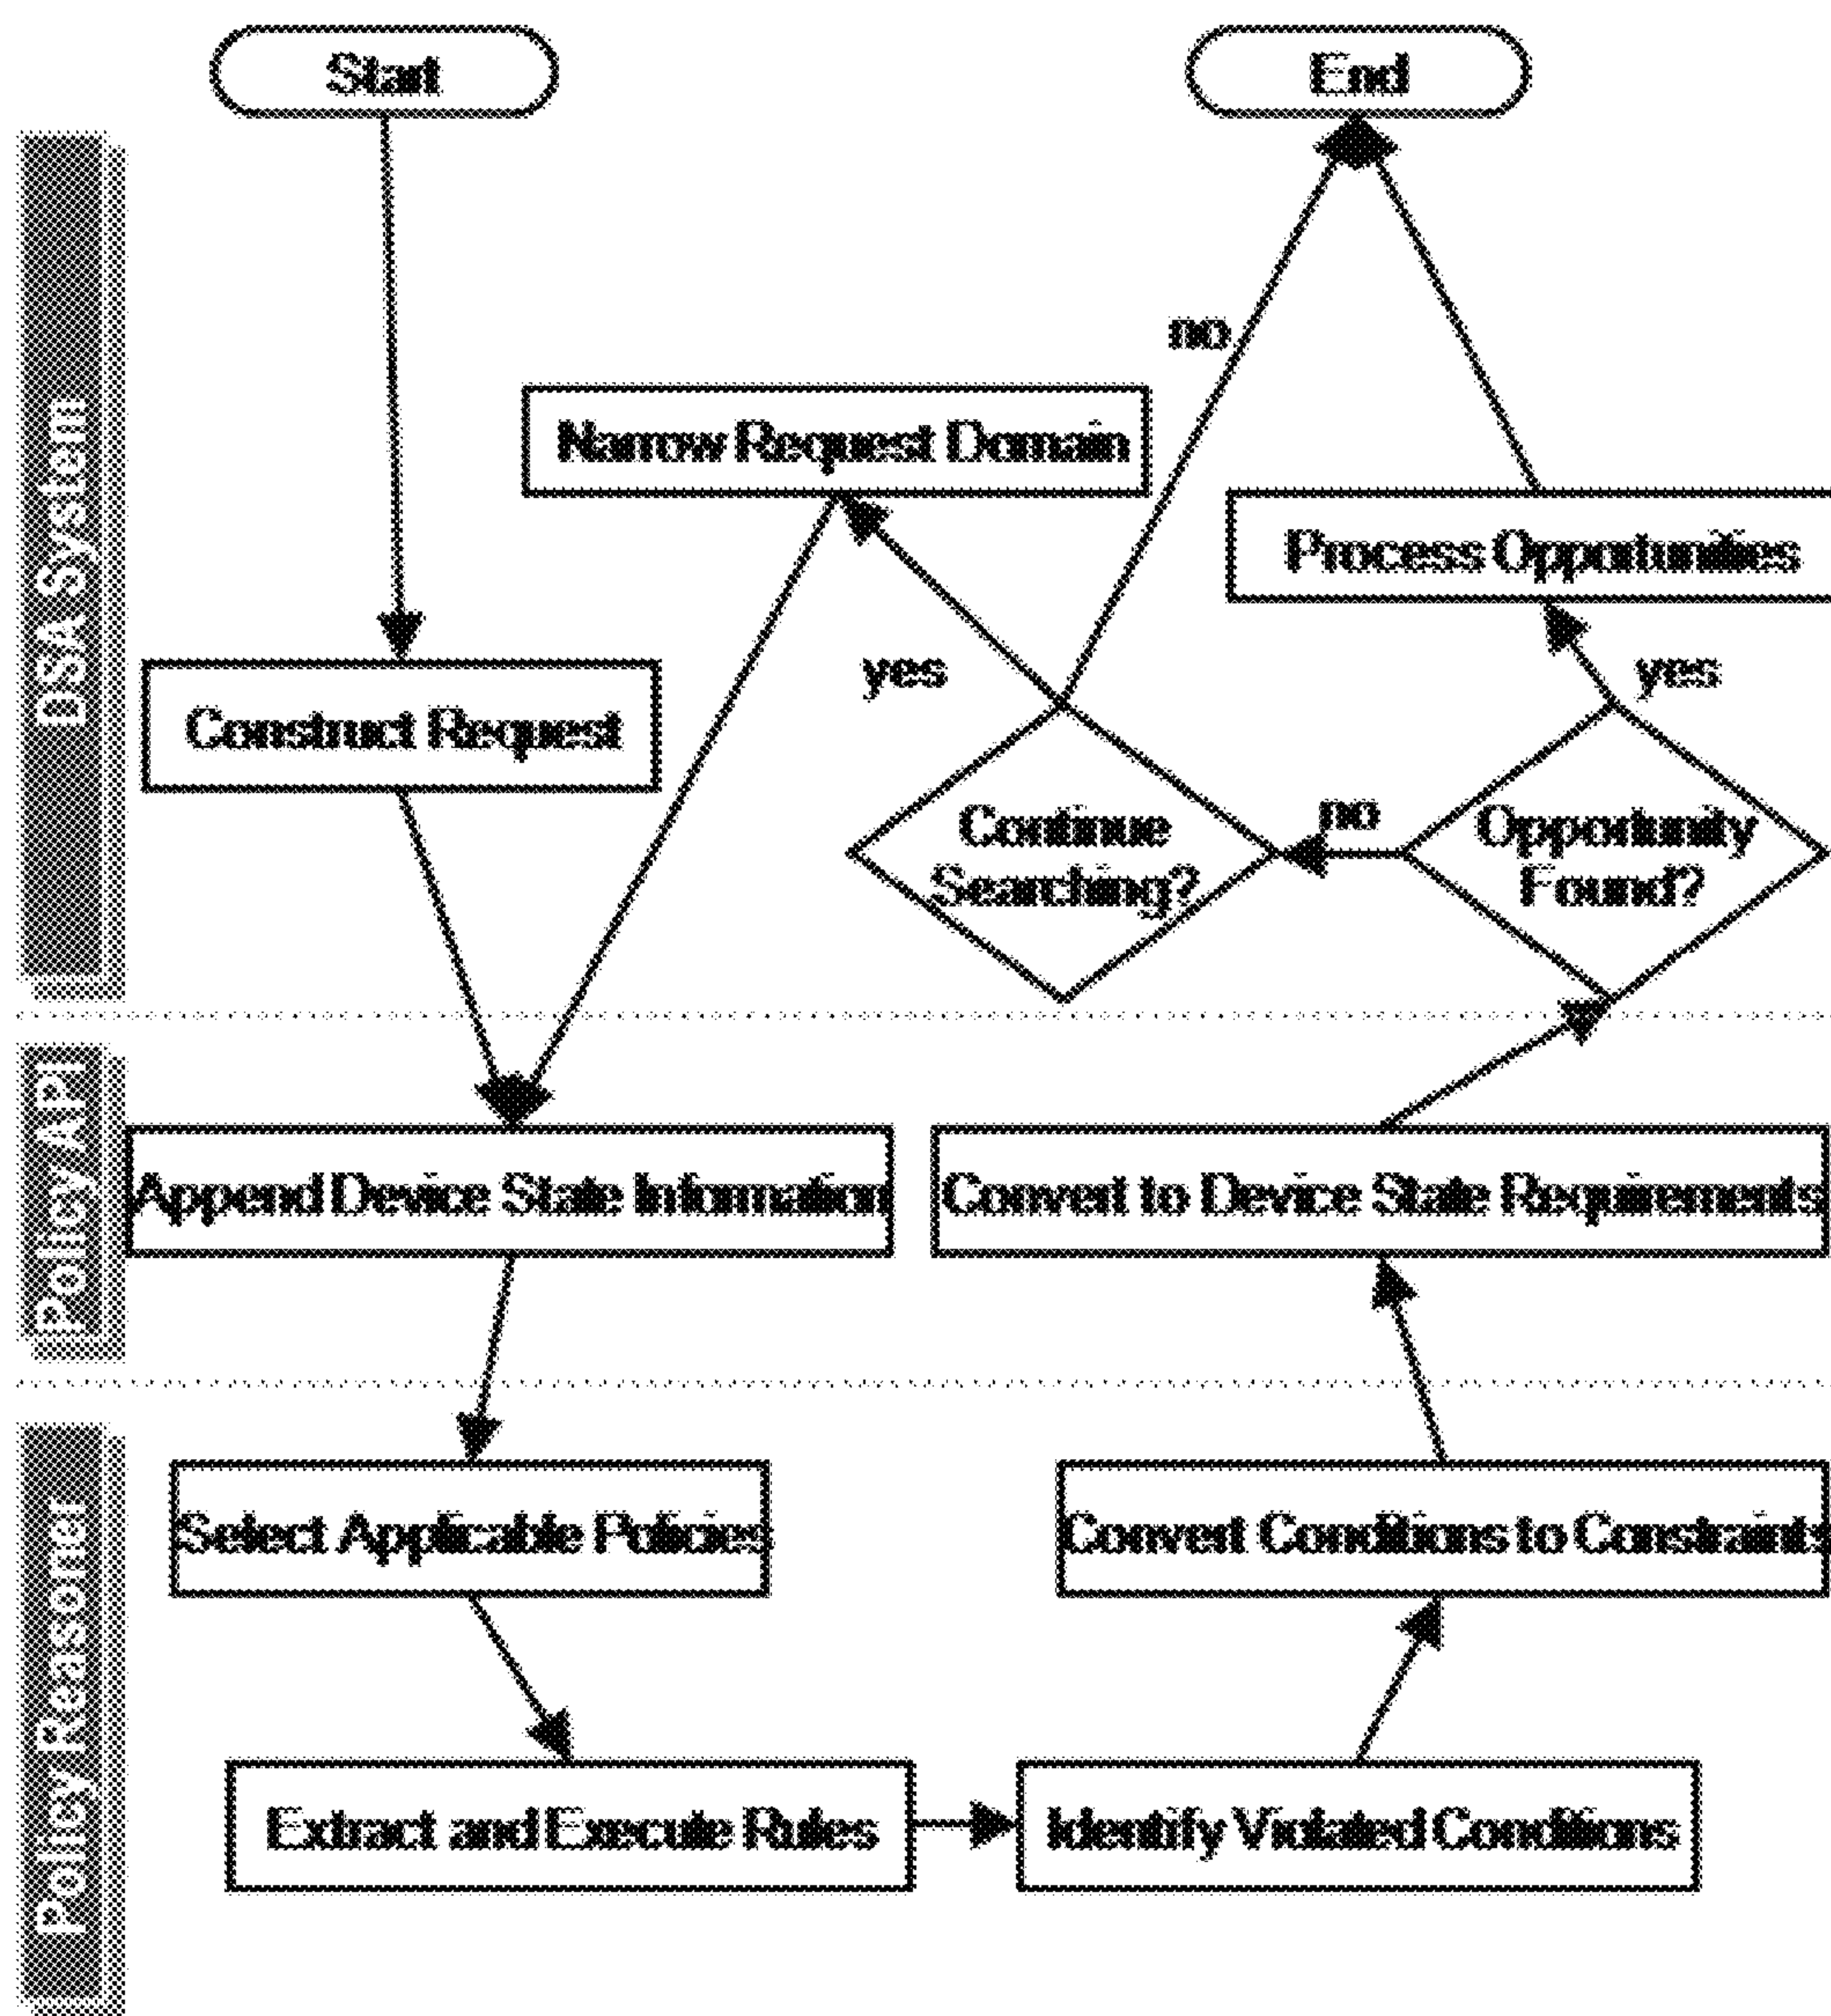 Start
End
DSA System
no
Narrow Request Domain
Process Opportunities
yes
yes
Construct Request
no
Continue
Searching?
Opportunity
Found?
PolicyAPI
Append Device State Information
Convert to Device State Requirements
Policy Reasoner
Select Applicable Policies
Convert Conditions to Constraints
Extract and Execute Rules
Identify Violated Conditions